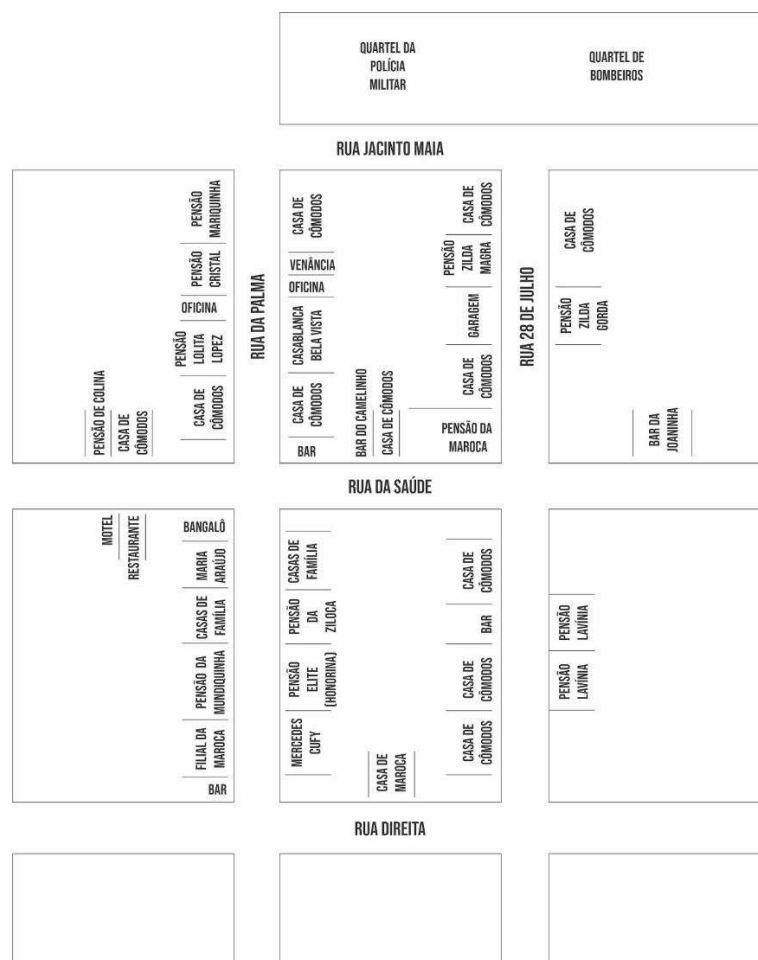 QUARTEL DA
POLÍCIA
MILITAR
QUARTEL DE
BOMBEIROS
RUA JACINTO MAIA
PENSÃO
MARIQUINHA
PENSÃO
CRISTAL
OFICINA
PENSÃO
LOLITA
LOPEZ
CASA DE
CÔMODOS
PENSÃO DE COLINA
CASA DE
CÔMODOS
RUA DA PALMA
CASA DE
CÔMODOS
VENÂNCIA
OFICINA
CASABLANCA
BELA VISTA
CASA DE
CÔMODOS
BAR
BAR DO CAMELINHO
CASA DE CÔMODOS
CASA DE
CÔMODOS
PENSÃO
ZILDA
MAGRA
GARAGEM
CASA DE
CÔMODOS
PENSÃO DA
MAROCA
RUA 28 DE JULHO
CASA DE
CÔMODOS
PENSÃO
ZILDA
GORDA
BAR DA
JOANINHA
RUA DA SAÚDE
MOTEL
RESTAURANTE
BANGALÔ
MARIA
ARAÚJO
CASAS DE
FAMÍLIA
PENSÃO DA
MUNDIQUINHA
FILIAL DA
MAROCA
BAR
CASAS DE
FAMÍLIA
PENSÃO
DA
ZILOCA
PENSÃO
ELITE
(HONORINA)
MERCEDES
CUFY
CASA DE
MAROCA
CASA DE
CÔMODOS
BAR
CASA DE
CÔMODOS
CASA DE
CÔMODOS
PENSÃO
LAVÍNIA
PENSÃO
LAVÍNIA
RUA DIREITA